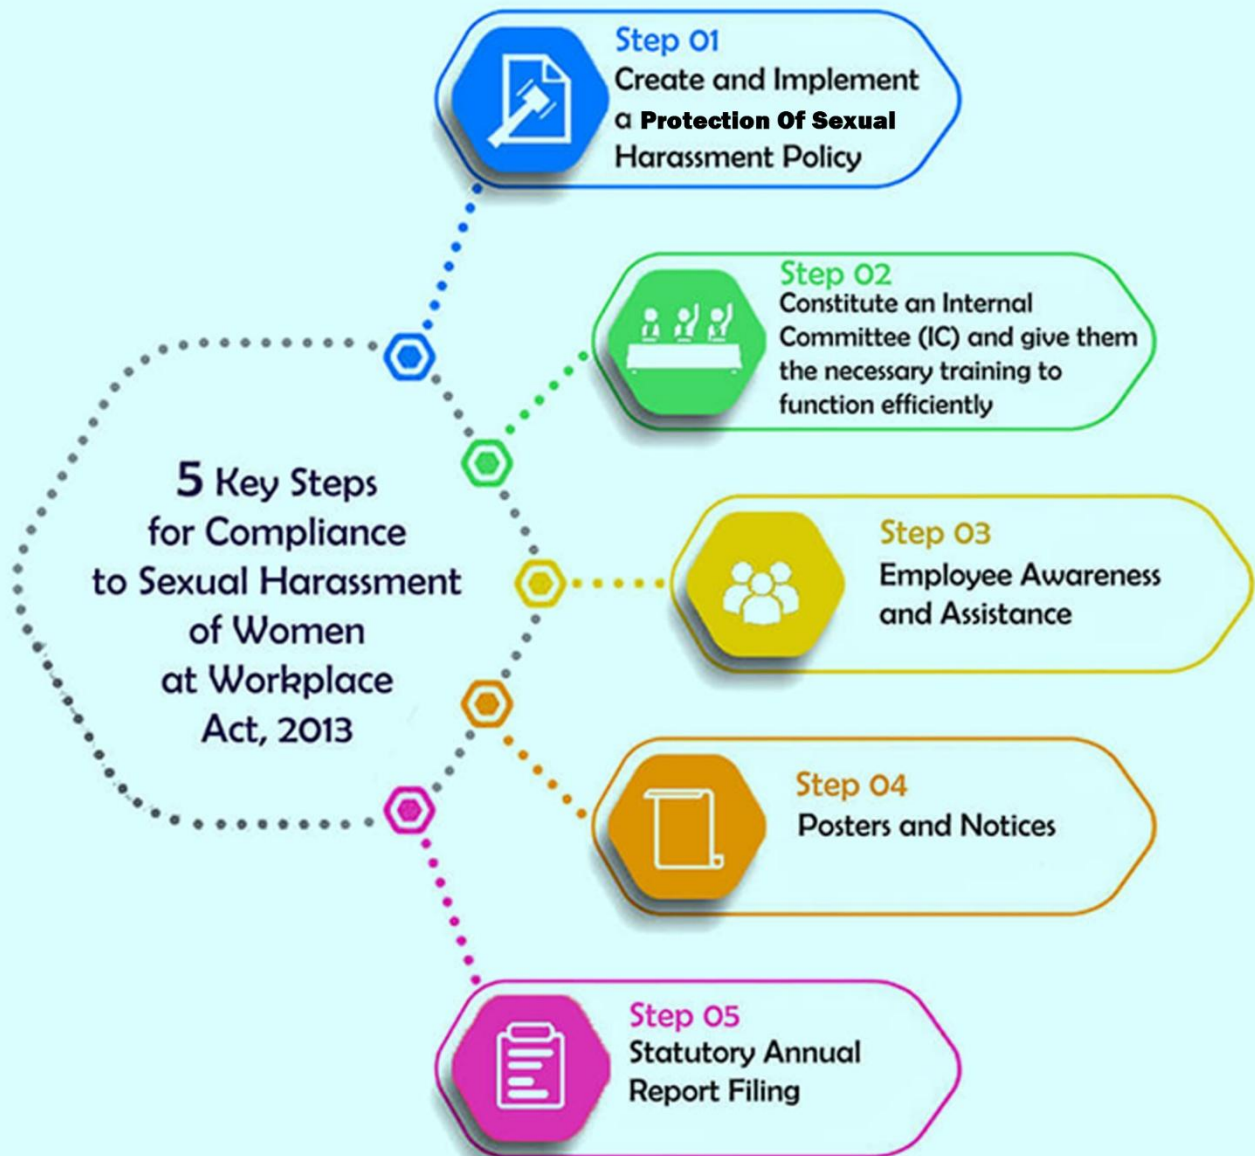 5 Key Steps
for Compliance
to Sexual Harassment
of Women
at Workplace
Act, 2013
Step 01
Create and Implement
a Protection Of Sexual
Harassment Policy
Step 02
Constitute an Internal
Committee (IC) and give them
the necessary training to
function efficiently
Step 03
Employee Awareness
and Assistance
Step 04
Posters and Notices
Step 05
Statutory Annual
Report Filing